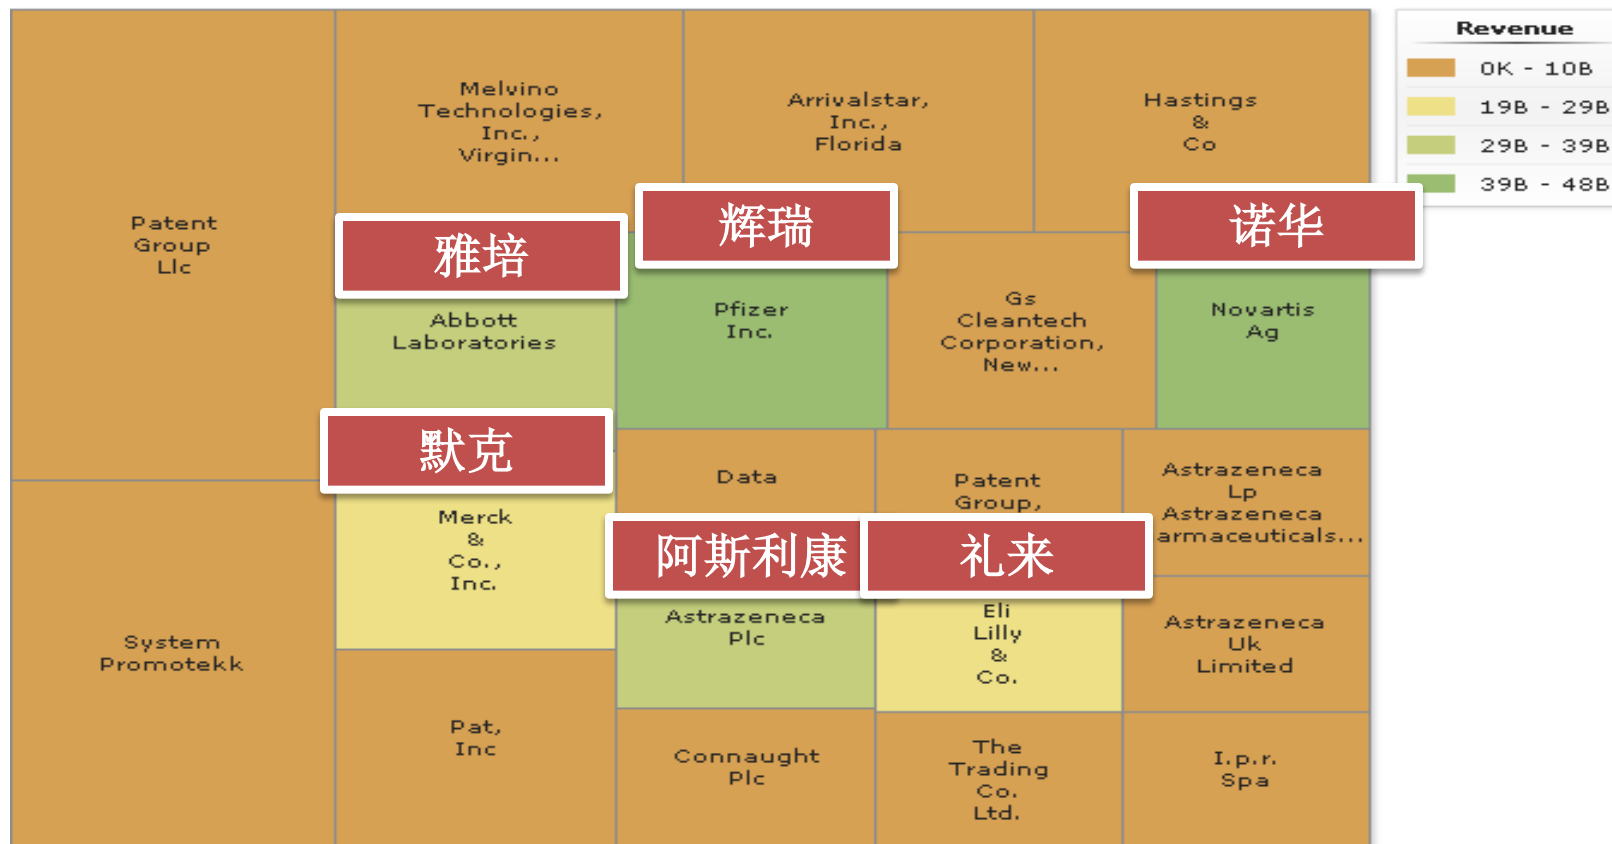 Revenue
0K - 10B
19B - 29B
29B - 39B
39B - 48B
Patent
Group
Llc
Melvino
Technologies,
Inc.,
Virgin...
Arrivalstar,
Inc.,
Florida
Hastings
&
Co
雅培
辉瑞
诺华
Abbott
Laboratories
Pfizer
Inc.
Gs
Cleantech
Corporation,
New...
Novartis
Ag
默克
Merck
&
Co.,
Inc.
Data
Patent
Group,
Astrazeneca
Lp
Astrazeneca
armaceuticals...
阿斯利康
礼来
System
Promotekk
Astrazeneca
Plc
Eli
Lilly
&
Co.
Astrazeneca
Uk
Limited
Pat,
Inc
Connaught
Plc
The
Trading
Co.
Ltd.
I.p.r.
Spa